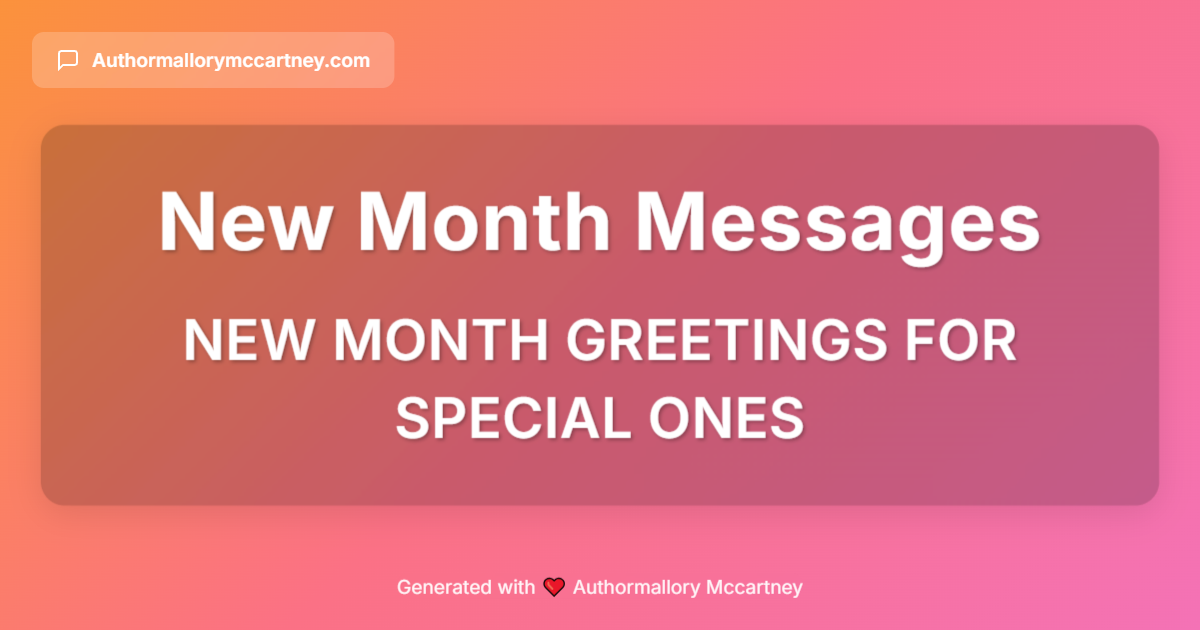 Authormallorymccartney.com
New Month Messages
NEW MONTH GREETINGS FOR
SPECIAL ONES
Generated with ❤️ Authormallory Mccartney